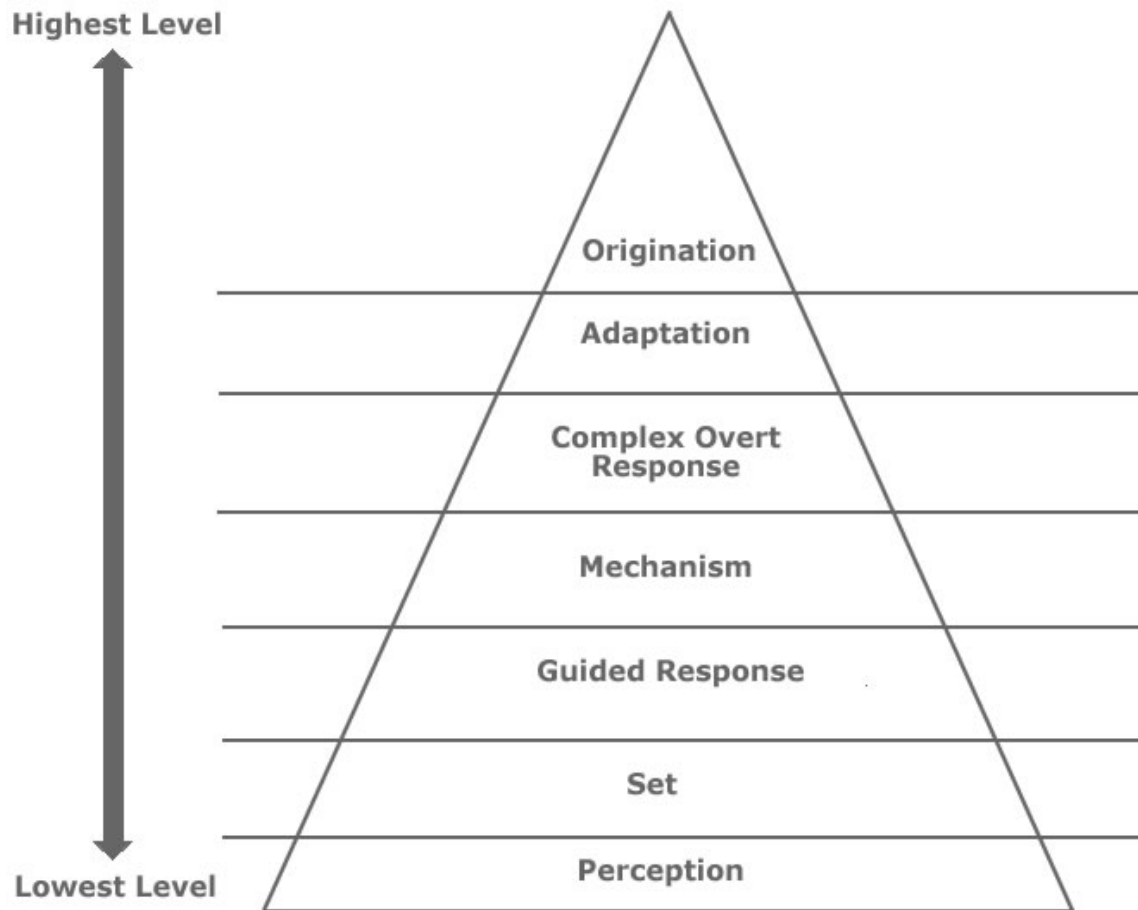 Highest Level
Origination
Adaptation
Complex Overt
Response
Mechanism
Guided Response
Set
Perception
Lowest Level